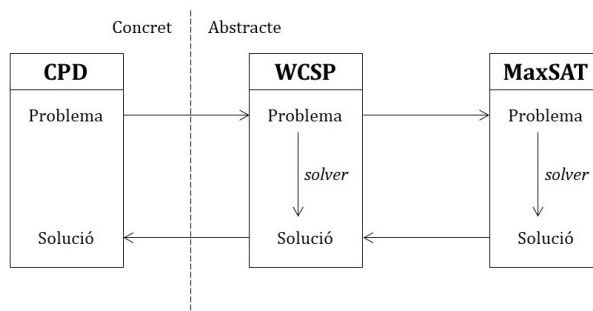 Concret Abstracte
CPD WCSP MaxSAT
Problema Problema Problema
solver solver
Solució Solució Solució